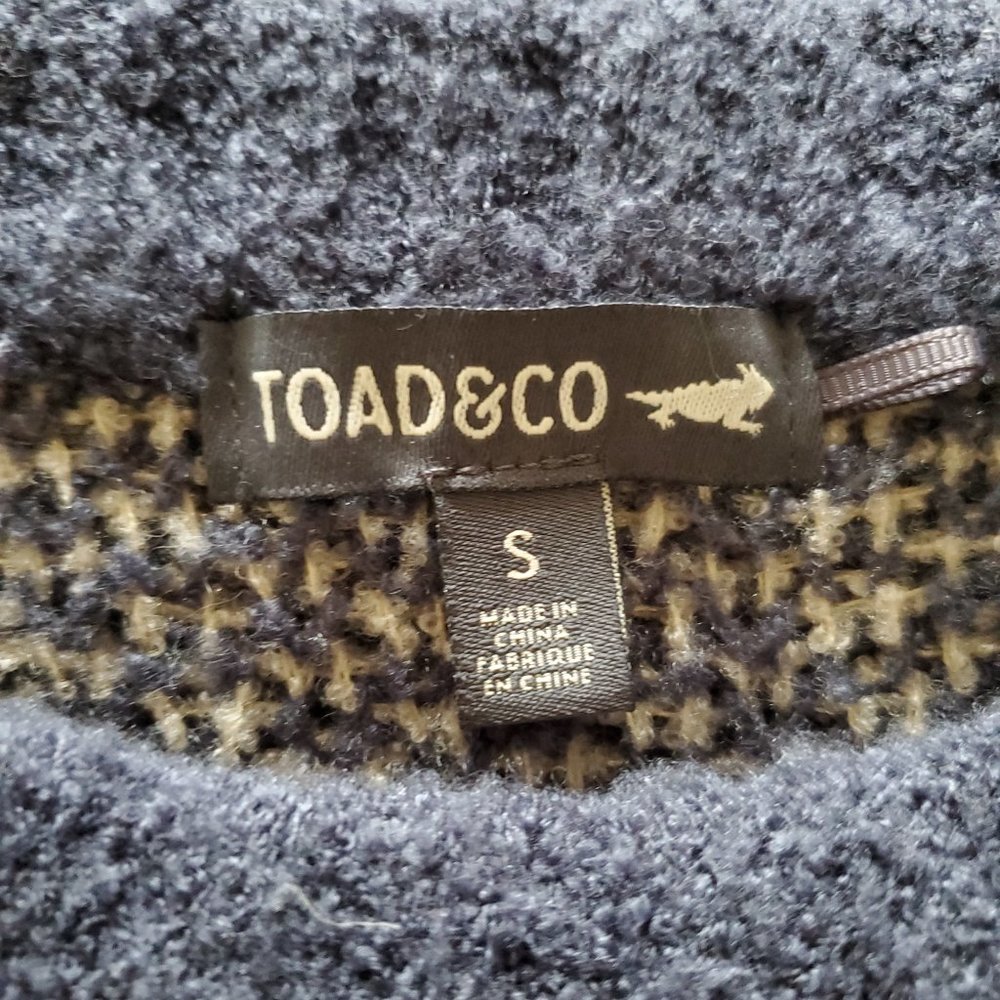 TOAD&CO
S
MADE IN
CHINA
FABRIQUE
EN CHINE